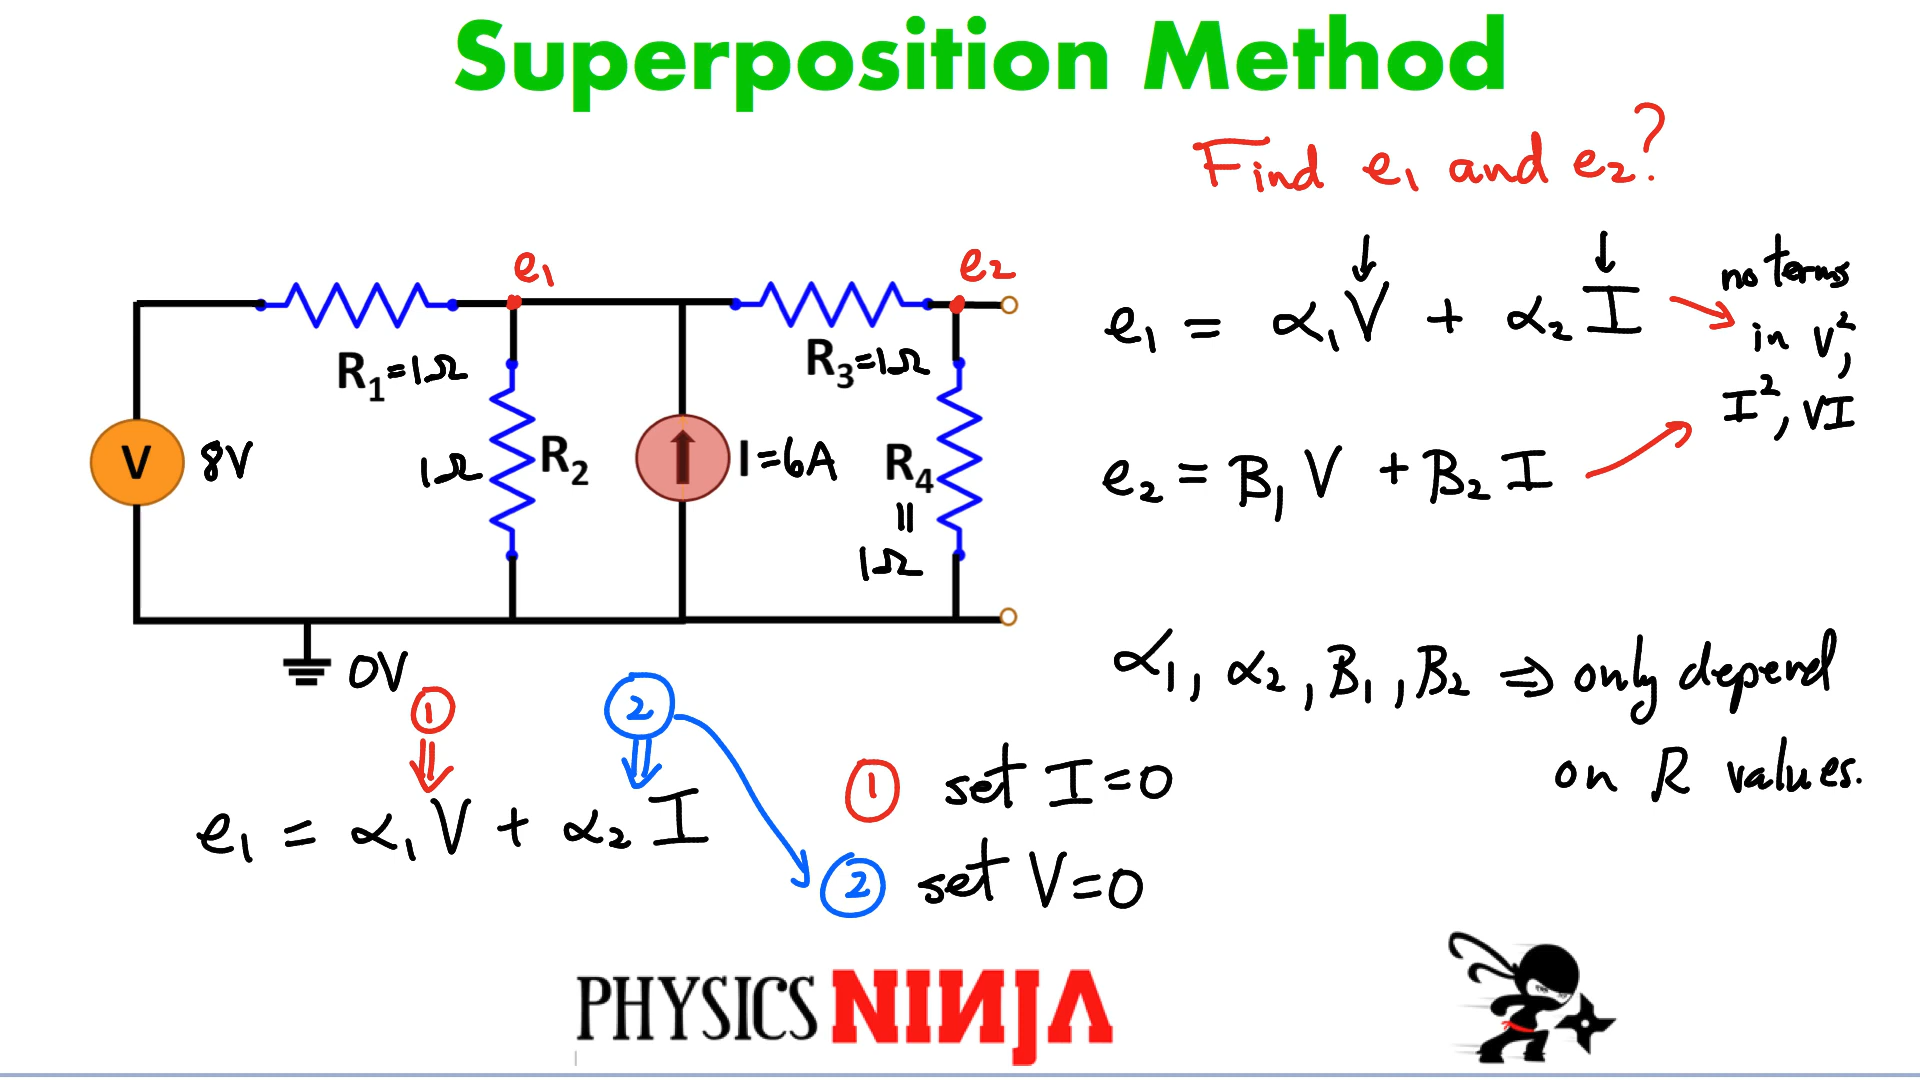 Superposition Method
Find e₁ and e₂?
e₁
e₂
R₁=1Ω
R₃=1Ω
V
8V
1Ω
R₂
I=6A
R₄
=
1Ω
0V
e₁ = α₁V + α₂I
no terms
in V²,
I², VI
e₂ = B₁V + B₂I
α₁, α₂, B₁, B₂ ⇒ only depend
on R values.
1
2
e₁ = α₁V + α₂I
1 set I=0
2 set V=0
PHYSICS NINJA